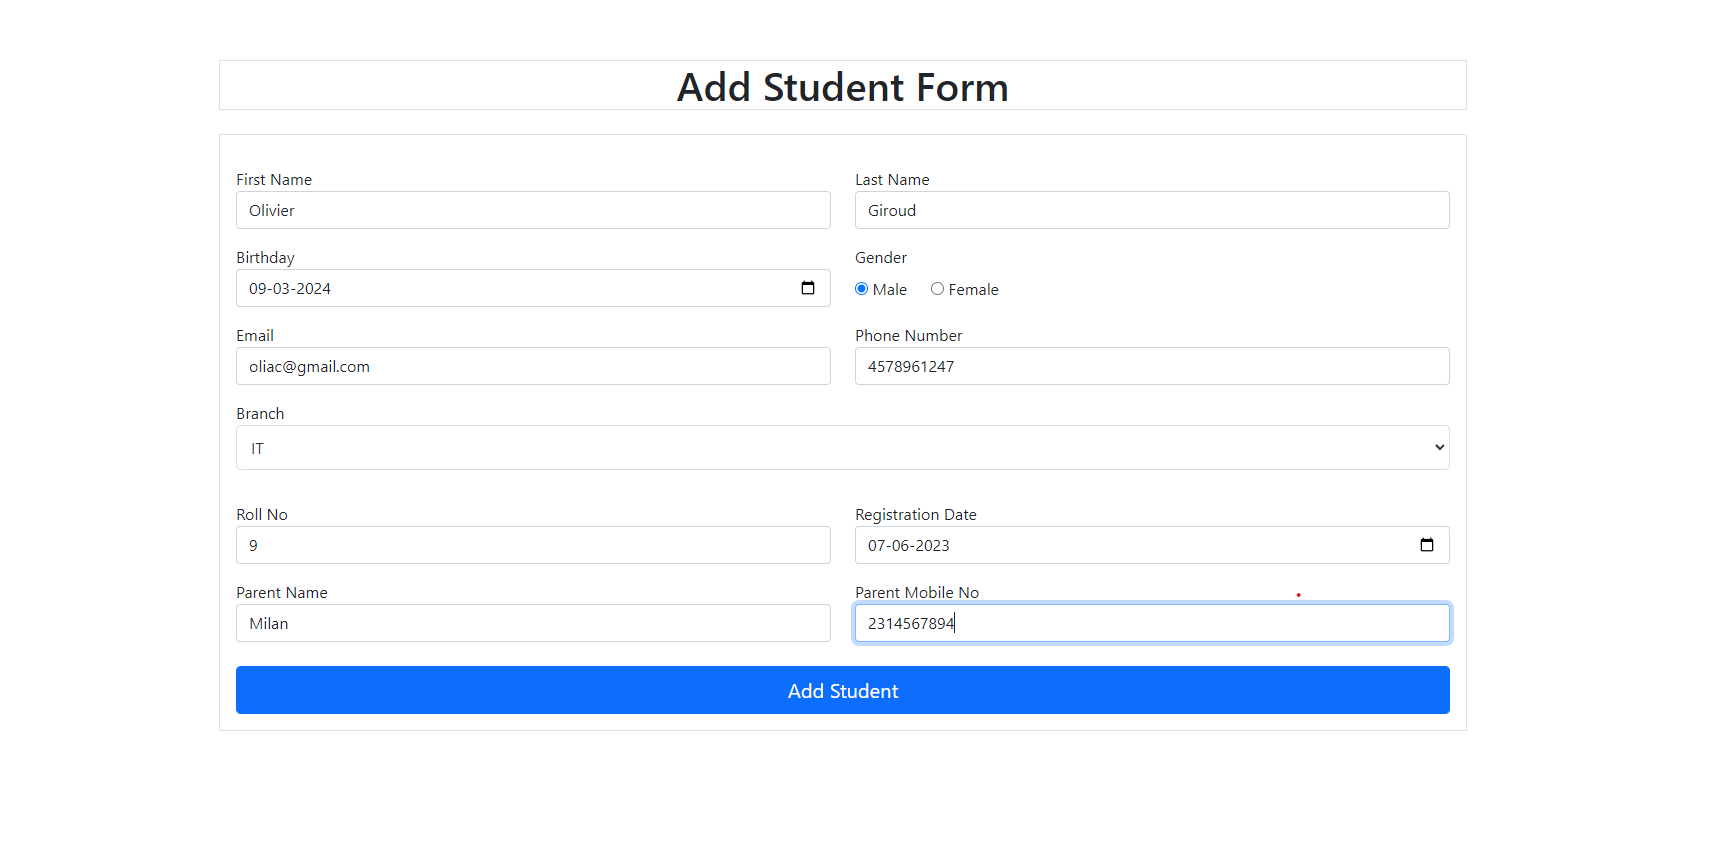 Add Student Form
First Name
Last Name
Olivier
Giroud
Birthday
Gender
09-03-2024
Male
Female
Email
Phone Number
oliac@gmail.com
4578961247
Branch
IT
Roll No
Registration Date
9
07-06-2023
Parent Name
Parent Mobile No
Milan
2314567894
Add Student